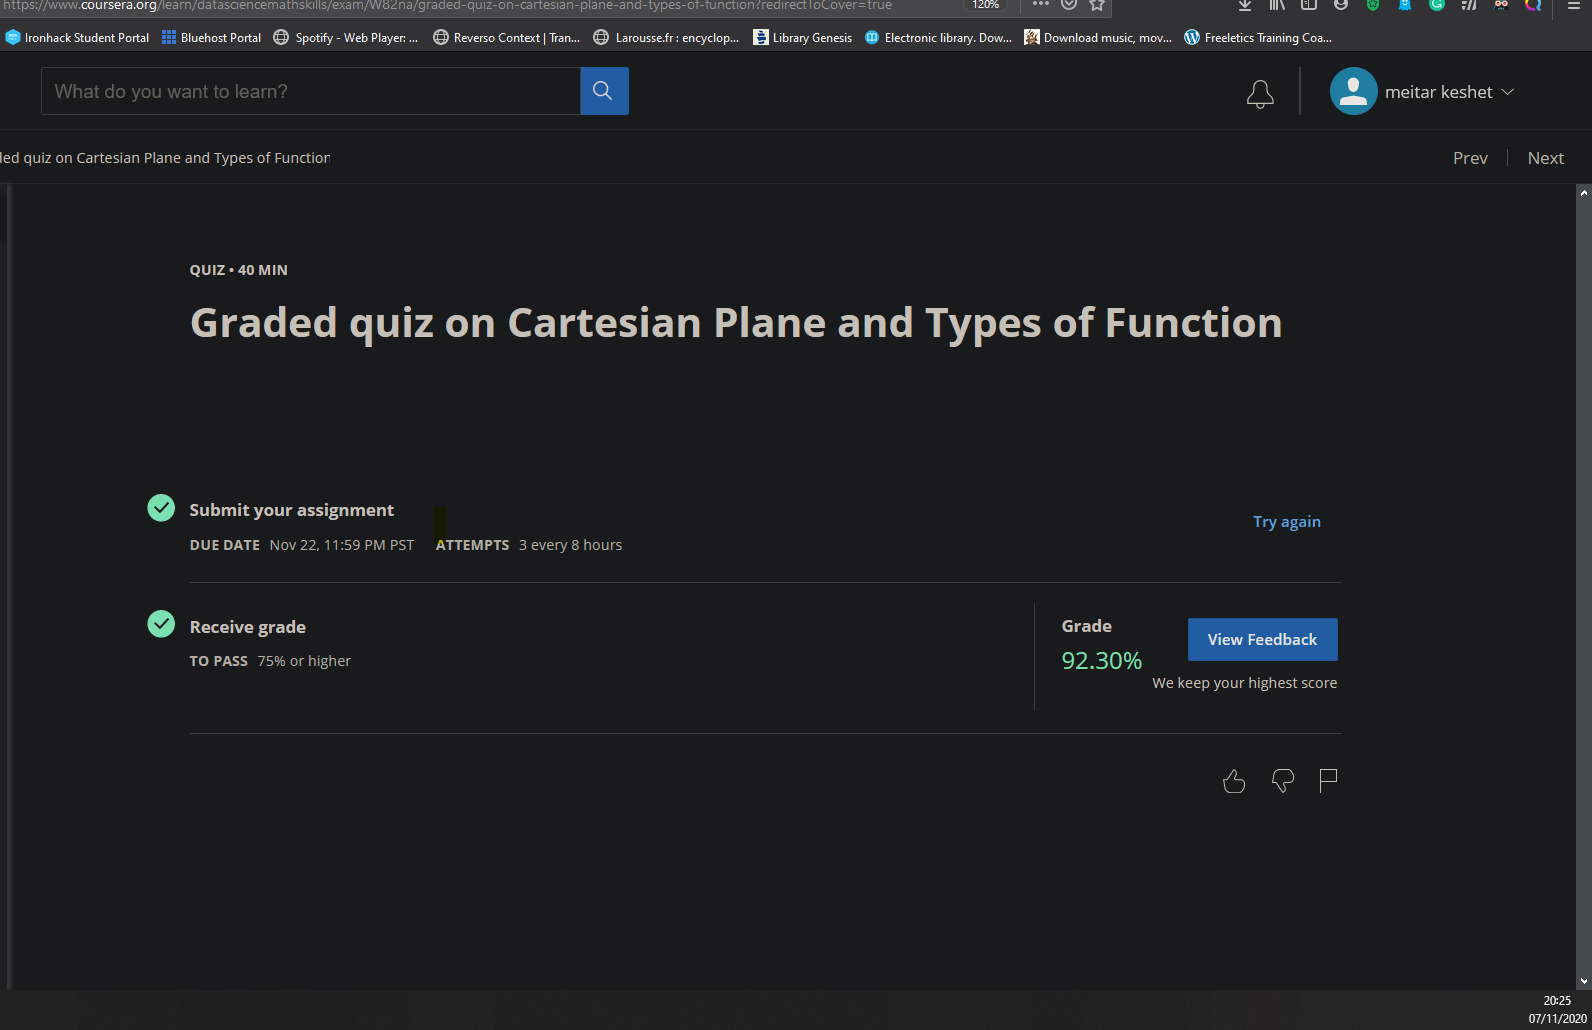 https://www.coursera.org/learn/datasciencemathskills/exam/W82na/graded-quiz-on-cartesian-plane-and-types-of-function?redirectToCover=true 120%
Ironhack Student Portal Bluehost Portal Spotify - Web Player: ... Reverso Context | Tran... Larousse.fr : encyclop... Library Genesis Electronic library. Dow... Download music, mov... Freeletics Training Coa...
What do you want to learn? meitar keshet
ded quiz on Cartesian Plane and Types of Function Prev Next
QUIZ • 40 MIN
Graded quiz on Cartesian Plane and Types of Function
Submit your assignment
Try again
DUE DATE Nov 22, 11:59 PM PST ATTEMPTS 3 every 8 hours
Receive grade
TO PASS 75% or higher
Grade
92.30%
View Feedback
We keep your highest score
20:25
07/11/2020